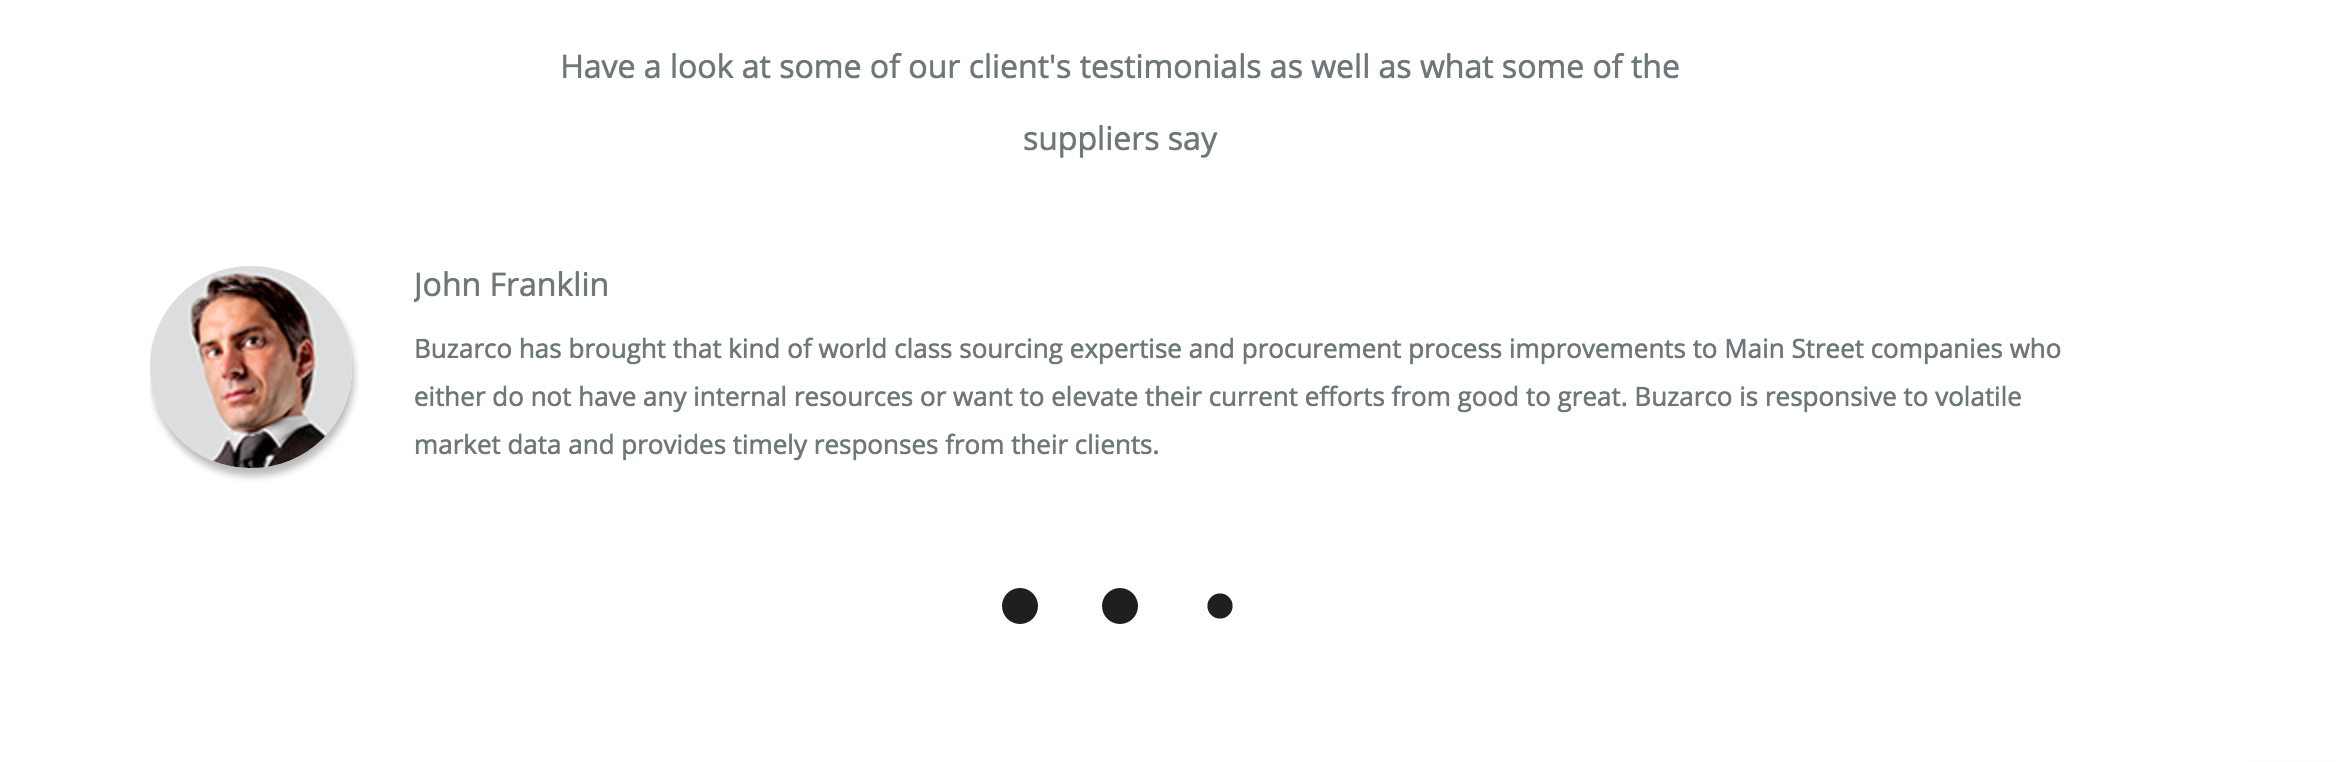 Have a look at some of our client's testimonials as well as what some of the
suppliers say
John Franklin
Buzarco has brought that kind of world class sourcing expertise and procurement process improvements to Main Street companies who
either do not have any internal resources or want to elevate their current efforts from good to great. Buzarco is responsive to volatile
market data and provides timely responses from their clients.